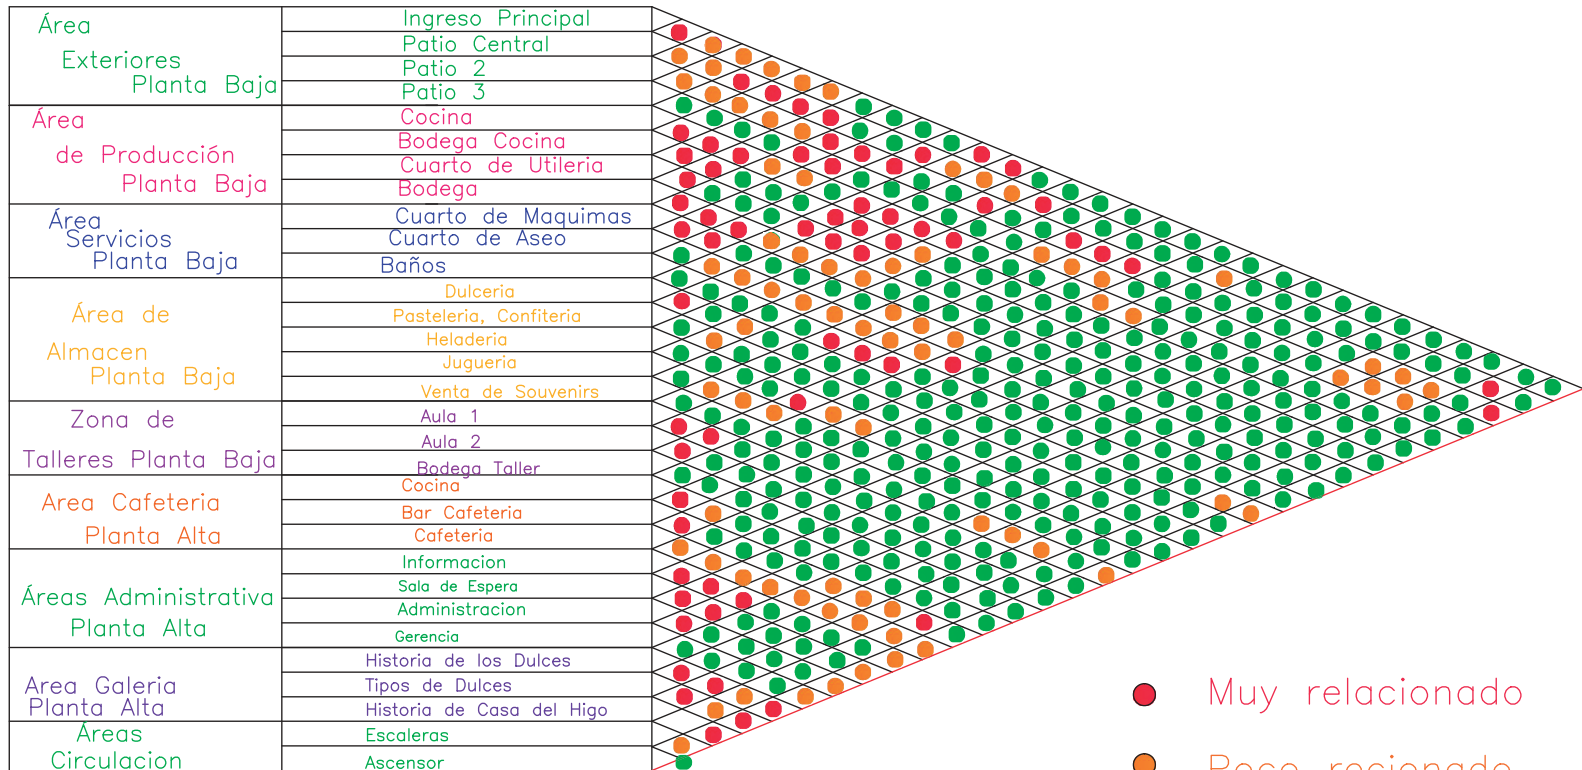 Área
Exteriores
Planta Baja
Ingreso Principal
Patio Central
Patio 2
Patio 3
Área
de Producción
Planta Baja
Cocina
Bodega Cocina
Cuarto de Utileria
Bodega
Área
Servicios
Planta Baja
Cuarto de Maquimas
Cuarto de Aseo
Baños
Área de
Almacen
Planta Baja
Dulceria
Pasteleria, Confiteria
Heladeria
Jugueria
Venta de Souvenirs
Zona de
Talleres Planta Baja
Aula 1
Aula 2
Bodega Taller
Area Cafeteria
Planta Alta
Cocina
Bar Cafeteria
Cafeteria
Áreas Administrativa
Planta Alta
Informacion
Sala de Espera
Administracion
Gerencia
Area Galeria
Planta Alta
Historia de los Dulces
Tipos de Dulces
Historia de Casa del Higo
Áreas
Circulacion
Escaleras
Ascensor
Muy relacionado
Poco recionado